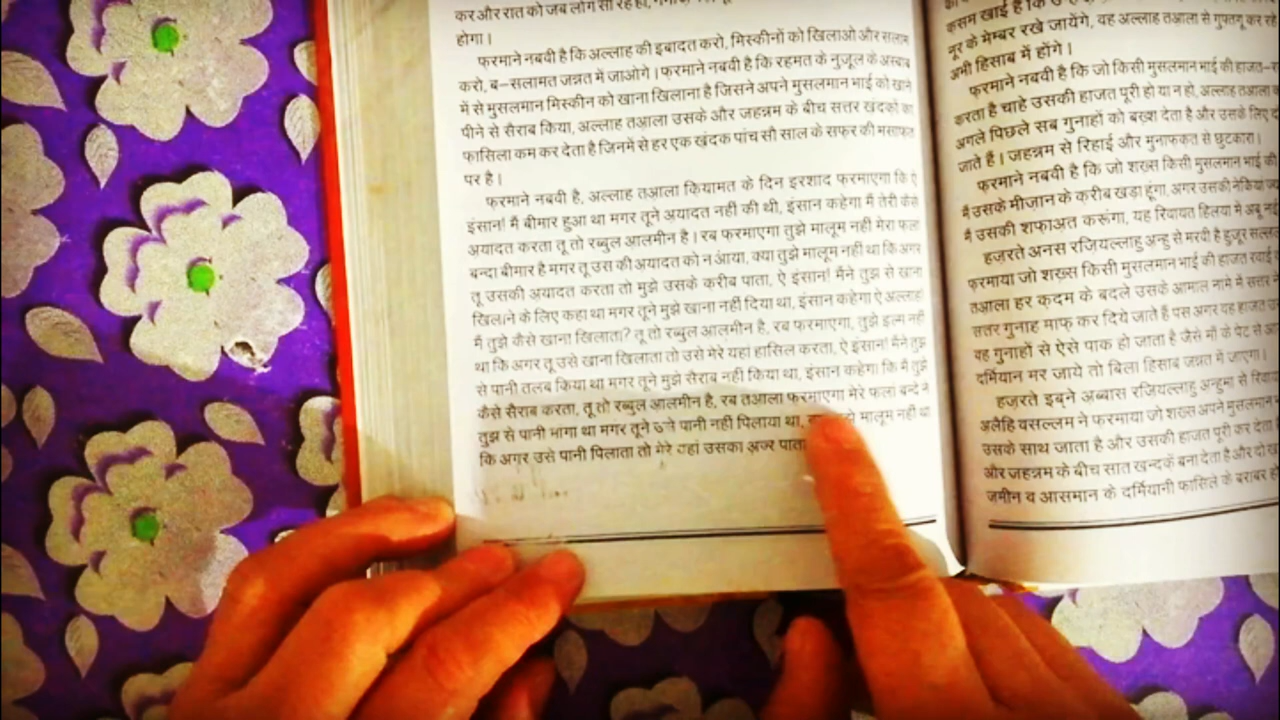 कर और रात को जब लोग सो रहे हों,
होगा।
फरमाने नबवी है कि अल्लाह की इबादत करो, मिस्कीनों को खिलाओ और सलाम
करो, ब–सलामत जन्नत में जाओगे। फरमाने नबवी है कि रहमत के नुजूल के अस्बाब
में से मुसलमान मिस्कीन को खाना खिलाना है जिसने अपने मुसलमान भाई को खाने
पीने से सैराब किया, अल्लाह तआला उसके और जहन्नम के बीच सत्तर खंदकों का
फासिला कम कर देता है जिनमें से हर एक खंदक पांच सौ साल के सफर की मसाफत
पर है।
फरमाने नबवी है, अल्लाह तआला कियामत के दिन इरशाद फरमाएगा कि ऐ
इंसान! मैं बीमार हुआ था मगर तूने अयादत नहीं की थी, इंसान कहेगा मैं तेरी कैसे
अयादत करता तू तो रब्बुल आलमीन है। रब फरमाएगा तुझे मालूम नहीं मेरा फलां
बन्दा बीमार है मगर तू उस की अयादत को न आया, क्या तुझे मालूम नहीं था कि अगर
तू उसकी अयादत करता तो मुझे उसके करीब पाता, ऐ इंसान! मैंने तुझ से खाना
खिलाने के लिए कहा था मगर तूने मुझे खाना नहीं दिया था, इंसान कहेगा ऐ अल्लाह!
मैं तुझे कैसे खाना खिलाता? तू तो रब्बुल आलमीन है, रब फरमाएगा, तुझे इल्म नहीं
था कि अगर तू उसे खाना खिलाता तो उसे मेरे यहां हासिल करता, ऐ इंसान! मैंने तुझ
से पानी तलब किया था मगर तूने मुझे सैराब नहीं किया था, इंसान कहेगा कि मैं तुझे
कैसे सैराब करता, तू तो रब्बुल आलमीन है, रब तआला फरमाएगा मेरे फलां बन्दे ने
तुझ से पानी मांगा था मगर तूने उसे पानी नहीं पिलाया था, मालूम नहीं था
कि अगर उसे पानी पिलाता तो मेरे यहां उसका अज्र पाता
कसम खाई है कि
नूर के मेम्बर रखे जायेंगे, वह अल्लाह तआला से गुफ्तगू कर रहे
अभी हिसाब में होंगे।
फरमाने नबवी है कि जो किसी मुसलमान भाई की हाजत–
करता है चाहे उसकी हाजत पूरी हो या न हो, अल्लाह तआला
अगले पिछले सब गुनाहों को बख़्श देता है और उसके लिए
जाते हैं। जहन्नम से रिहाई और मुनाफकत से छुटकारा।
फरमाने नबवी है कि जो शख़्स किसी मुसलमान भाई की
मैं उसके मीज़ान के करीब खड़ा हूंगा, अगर उसकी नेकियां
मैं उसकी शफाअत करूंगा, यह रिवायत हिलया में अबू
हज़रते अनस रज़ियल्लाहु अन्हु से मरवी है हुजूर
फरमाया जो शख़्स किसी मुसलमान भाई की हाजत रवाई
तआला हर कदम के बदले उसके आमाल नामे में सत्तर
सत्तर गुनाह माफ कर दिये जाते हैं पस अगर वह हाजत
वह गुनाहों से ऐसे पाक हो जाता है जैसे माँ के पेट से
दर्मियान मर जाये तो बिला हिसाब जन्नत में जाएगा।
हज़रते इब्ने अब्बास रज़ियल्लाहु अन्हुमा से
अलैहि वसल्लम ने फरमाया जो शख़्स अपने मुसलमान
उसके साथ जाता है और उसकी हाजत पूरी कर देता
और जहन्नम के बीच सात खन्दकें बना देता है और दो
ज़मीन व आसमान के दर्मियानी फासिले के बराबर